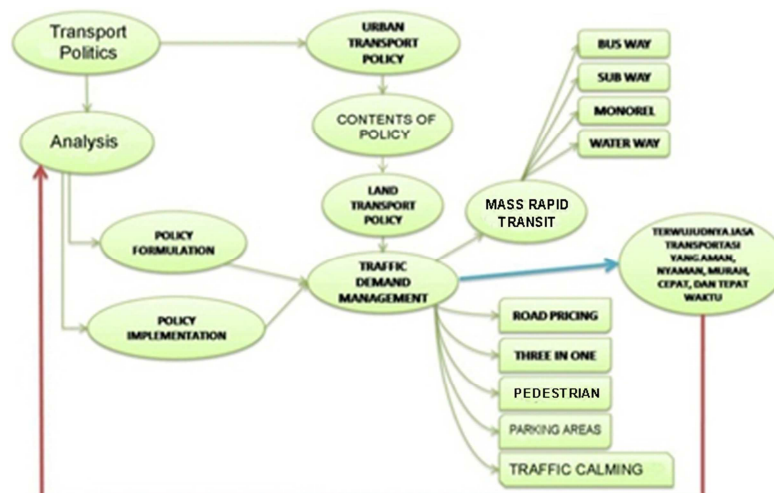 Transport
Politics
URBAN
TRANSPORT
POLICY
BUS WAY
SUB WAY
MONOREL
WATER WAY
Analysis
CONTENTS OF
POLICY
LAND
TRANSPORT
POLICY
MASS RAPID
TRANSIT
POLICY
FORMULATION
TRAFFIC
DEMAND
MANAGEMENT
TERWUJUDNYA JASA
TRANSPORTASI
YANG AMAN,
NYAMAN, MURAH,
CEPAT, DAN TEPAT
WAKTU
POLICY
IMPLEMENTATION
ROAD PRICING
THREE IN ONE
PEDESTRIAN
PARKING AREAS
TRAFFIC CALMING